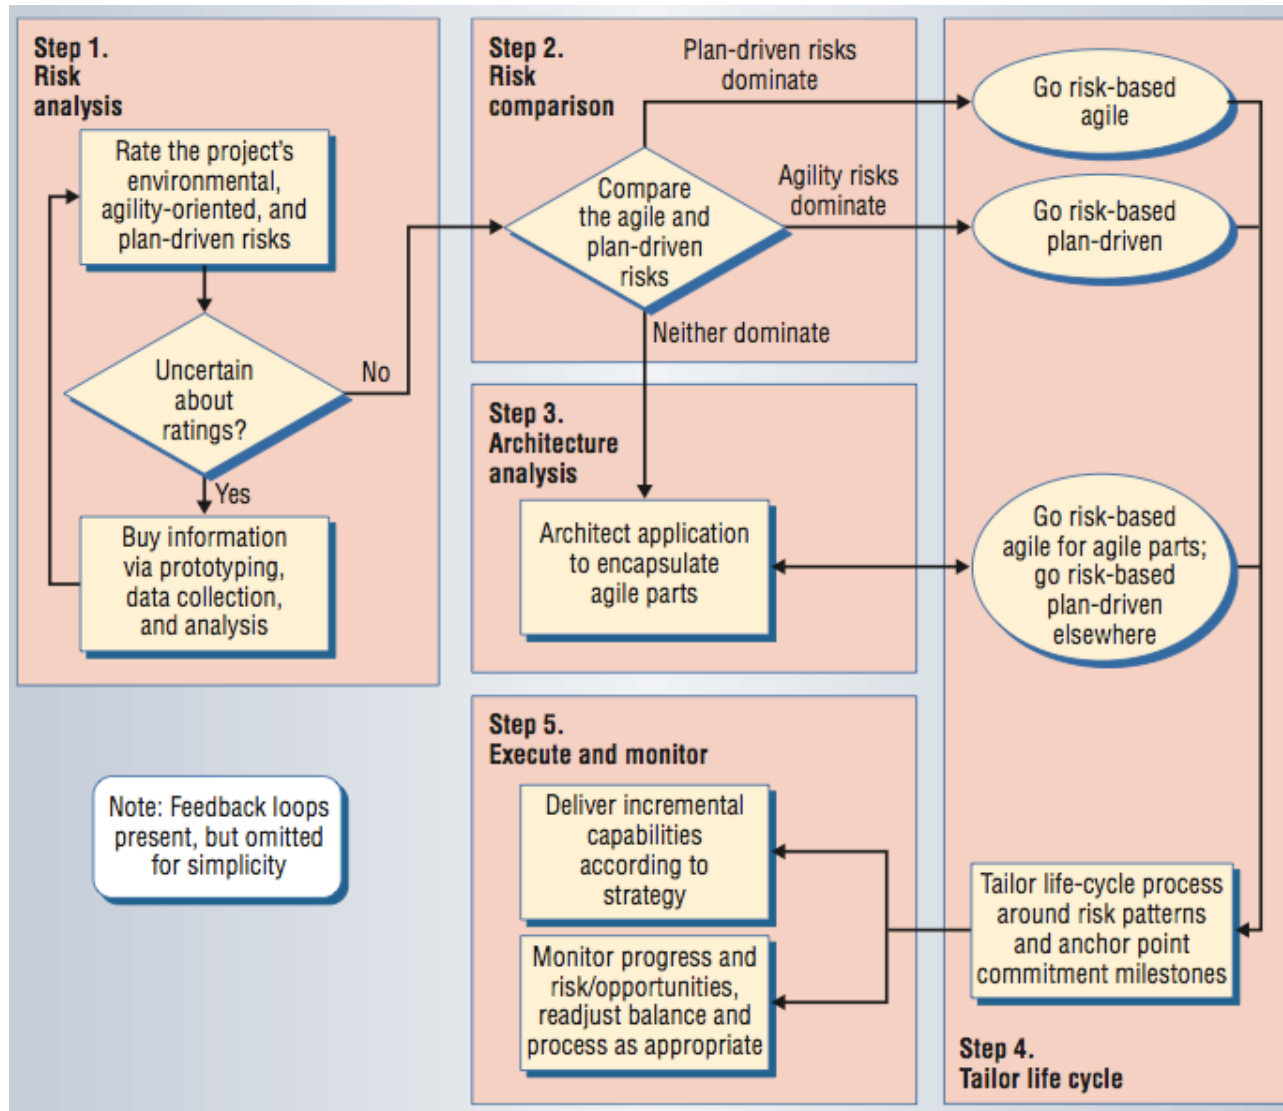 Step 1.
Risk
analysis
Rate the project's
environmental,
agility-oriented, and
plan-driven risks
Uncertain
about
ratings?
No
Yes
Buy information
via prototyping,
data collection,
and analysis
Note: Feedback loops
present, but omitted
for simplicity
Step 2.
Risk
comparison
Plan-driven risks
dominate
Compare
the agile and
plan-driven
risks
Agility risks
dominate
Neither dominate
Step 3.
Architecture
analysis
Architect application
to encapsulate
agile parts
Go risk-based
agile
Go risk-based
plan-driven
Go risk-based
agile for agile parts;
go risk-based
plan-driven
elsewhere
Tailor life-cycle process
around risk patterns
and anchor point
commitment milestones
Step 4.
Tailor life cycle
Step 5.
Execute and monitor
Deliver incremental
capabilities
according to
strategy
Monitor progress and
risk/opportunities,
readjust balance and
process as appropriate